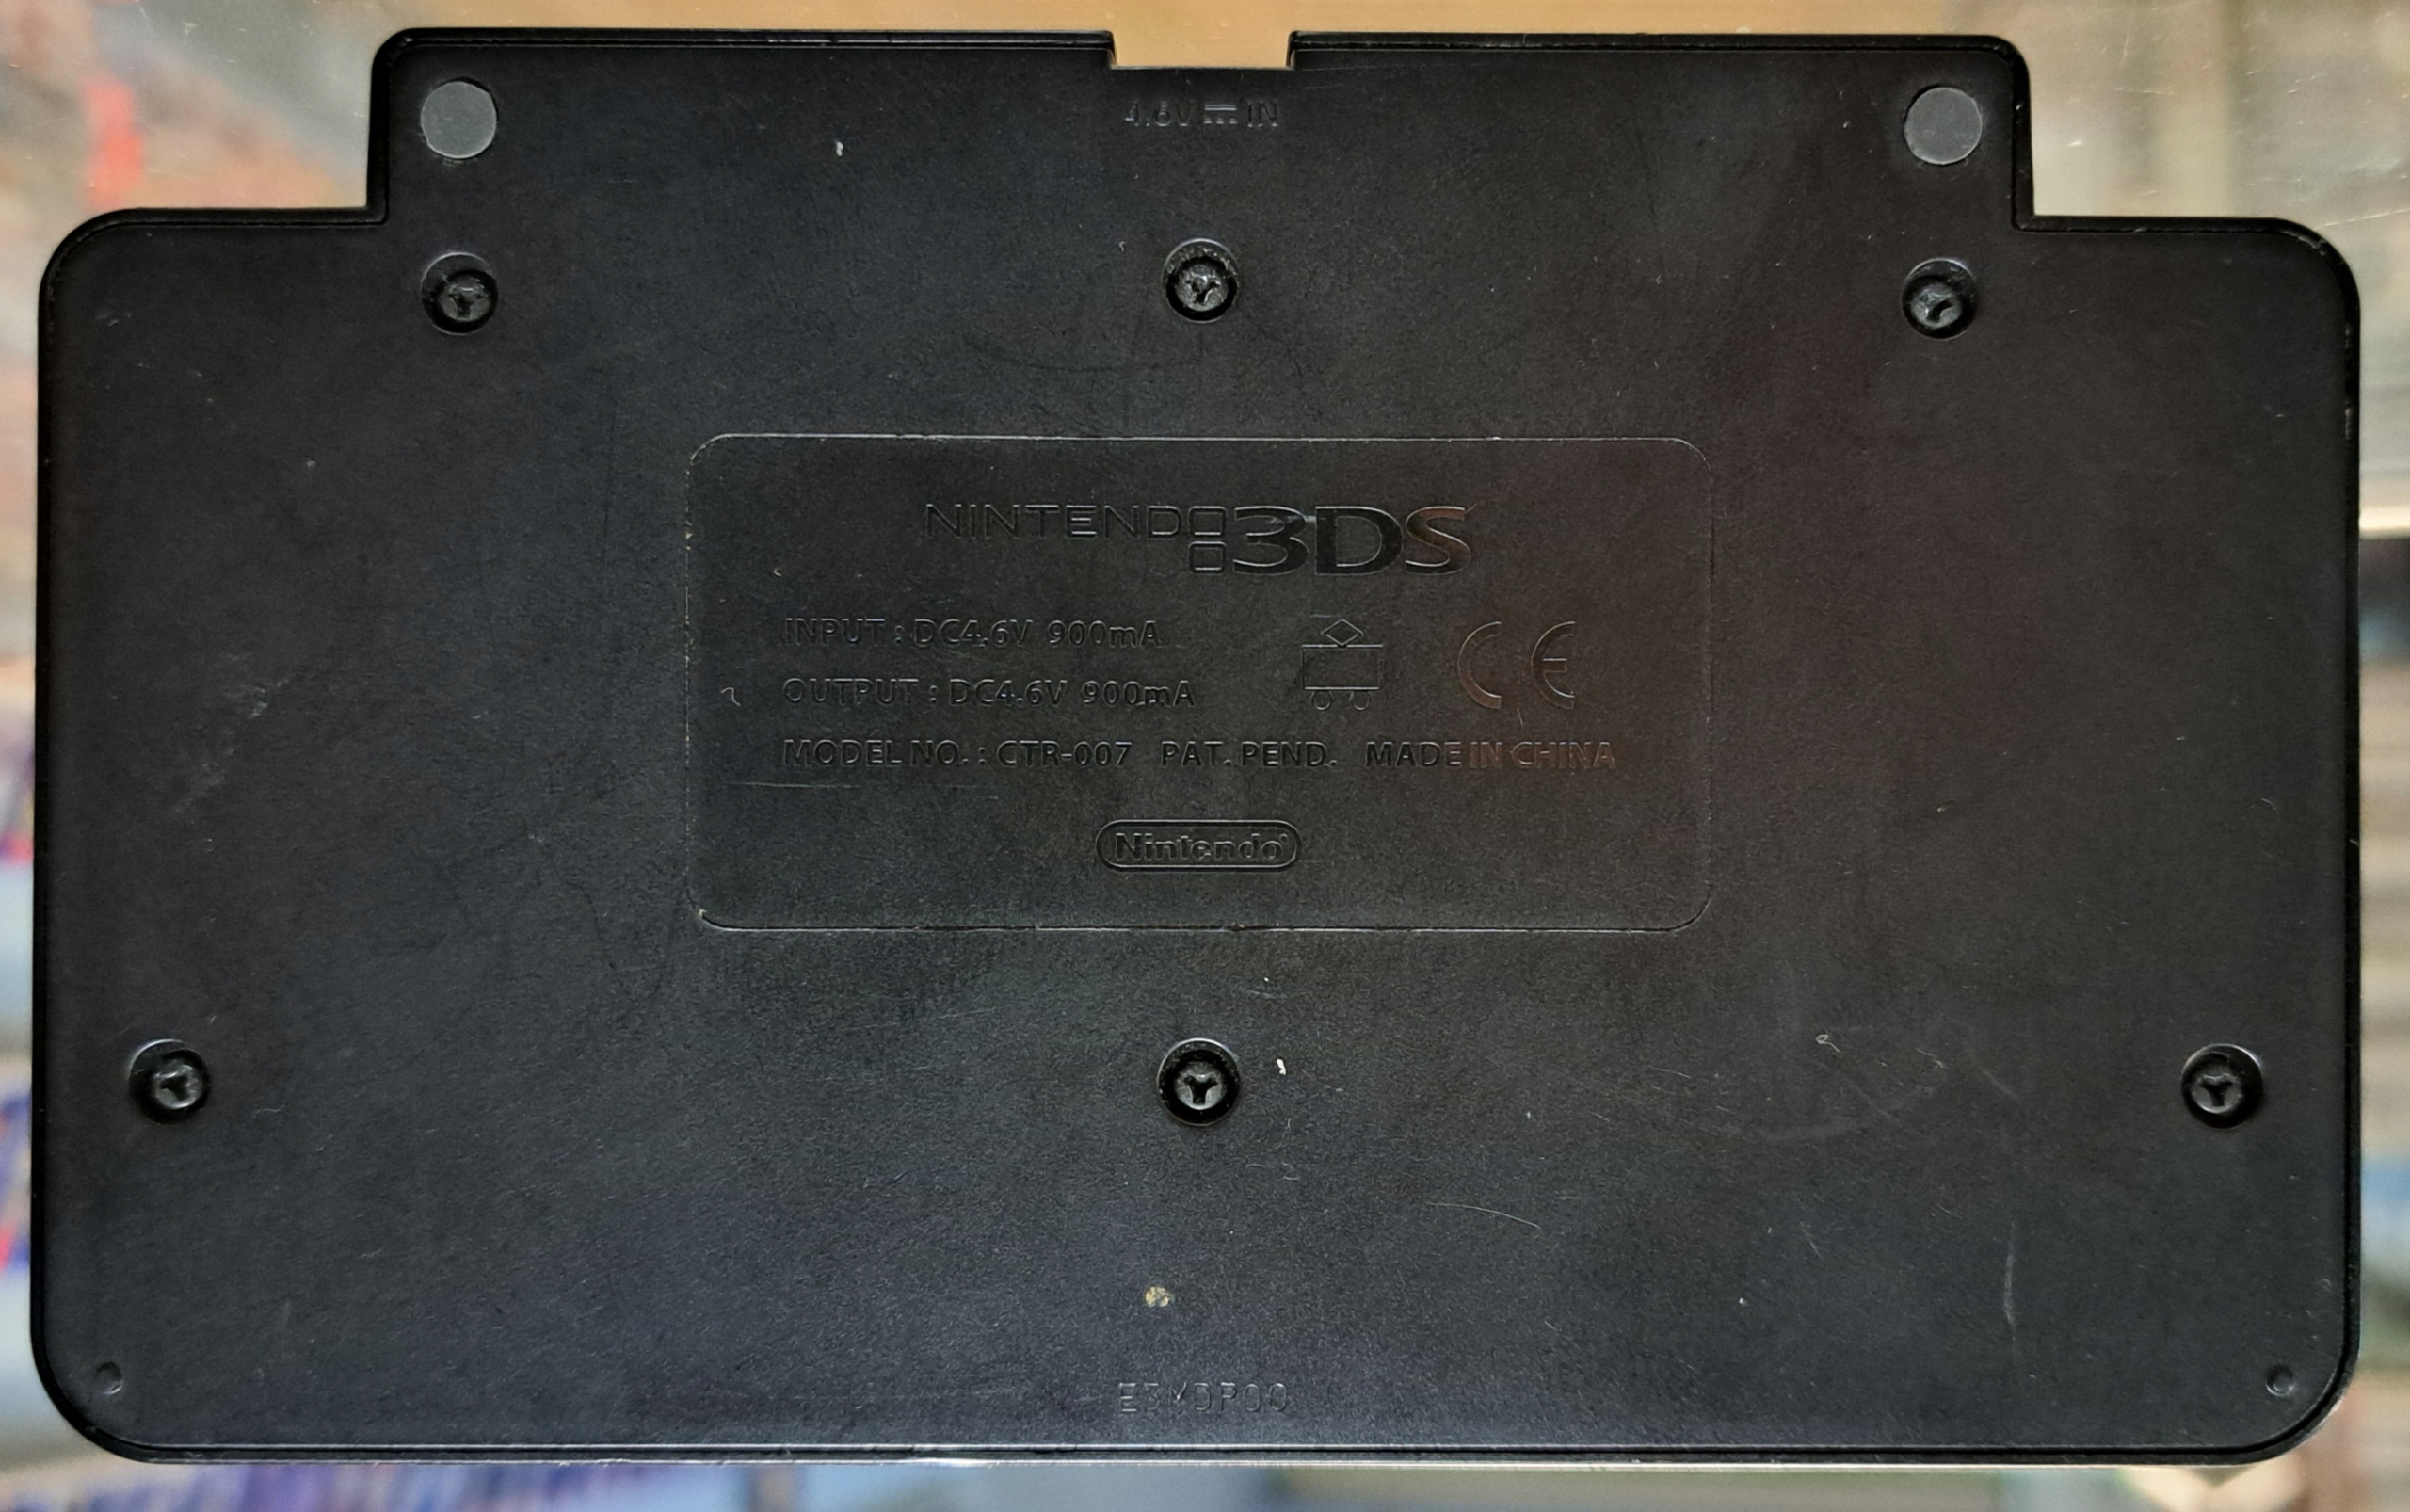 4.6V ⎓ IN
NINTENDO 3DS
INPUT : DC4.6V 900mA
OUTPUT : DC4.6V 900mA
CE
MODEL NO. : CTR-007 PAT. PEND. MADE IN CHINA
Nintendo